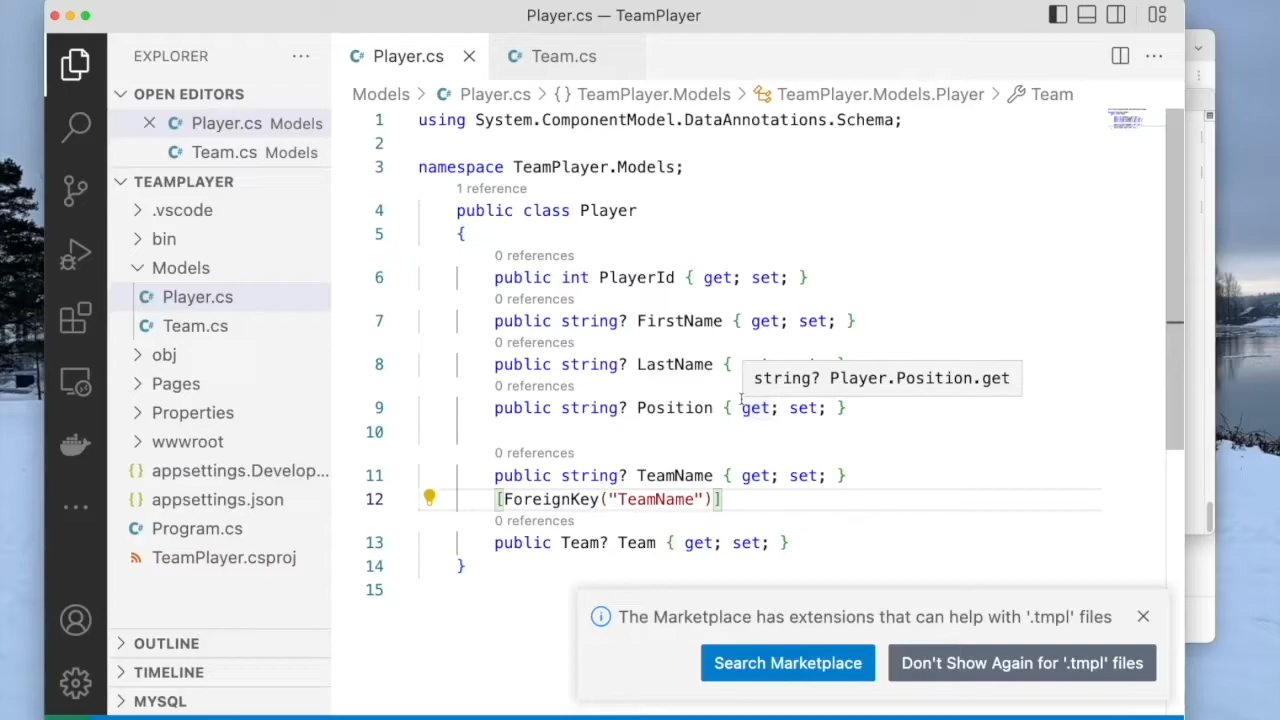 Player.cs — TeamPlayer
EXPLORER
Player.cs
Team.cs
OPEN EDITORS
Player.cs Models
Team.cs Models
TEAMPLAYER
.vscode
bin
Models
Player.cs
Team.cs
obj
Pages
Properties
wwwroot
{} appsettings.Develop...
{} appsettings.json
Program.cs
TeamPlayer.csproj
OUTLINE
TIMELINE
MYSQL
Models > Player.cs > {} TeamPlayer.Models > TeamPlayer.Models.Player > Team
1 using System.ComponentModel.DataAnnotations.Schema;
2
3 namespace TeamPlayer.Models;
1 reference
4 public class Player
5 {
0 references
6 public int PlayerId { get; set; }
0 references
7 public string? FirstName { get; set; }
0 references
8 public string? LastName {
string? Player.Position.get
0 references
9 public string? Position { get; set; }
10
0 references
11 public string? TeamName { get; set; }
12 [ForeignKey("TeamName")]
0 references
13 public Team? Team { get; set; }
14 }
15
The Marketplace has extensions that can help with '.tmpl' files
Search Marketplace
Don't Show Again for '.tmpl' files